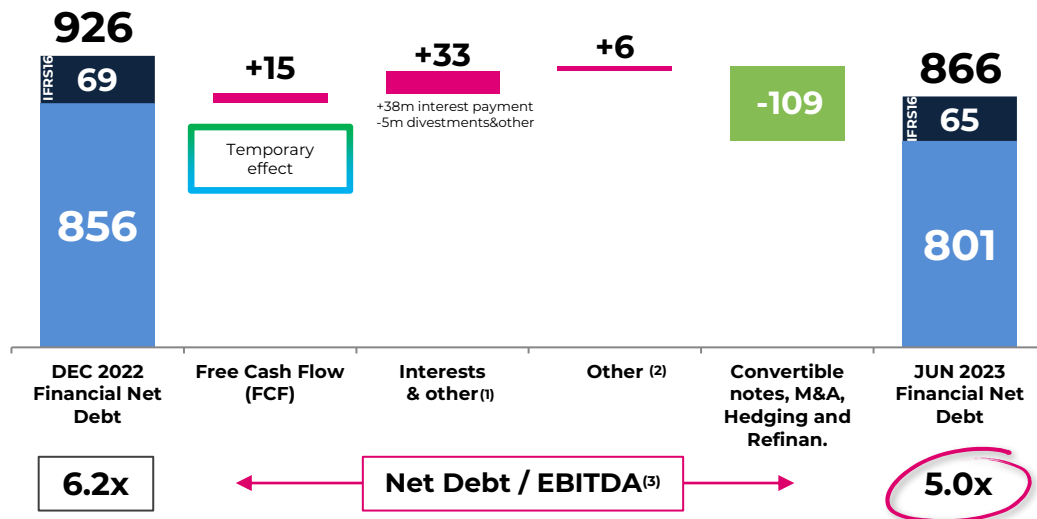 926
IFRS16
69
856
+15
Temporary
effect
+33
+38m interest payment
-5m divestments&other
+6
-109
866
IFRS16
65
801
DEC 2022
Financial Net
Debt
Free Cash Flow
(FCF)
Interests
& other(1)
Other (2)
Convertible
notes, M&A,
Hedging and
Refinan.
JUN 2023
Financial Net
Debt
6.2x
Net Debt / EBITDA(3)
5.0x